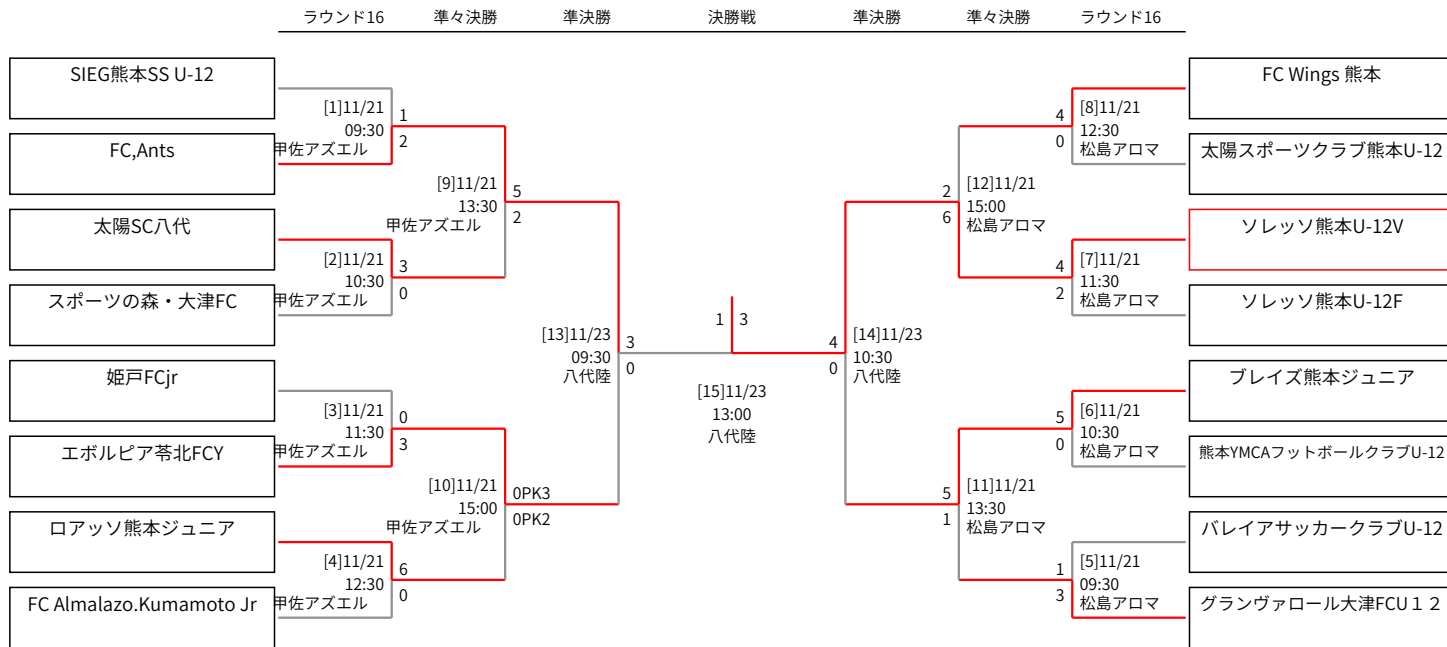 ラウンド16 準々決勝 準決勝 決勝戦 準決勝 準々決勝 ラウンド16
SIEG熊本SS U-12
[1]11/21
09:30
甲佐アズエル
1
2
FC,Ants
[9]11/21
13:30
甲佐アズエル
5
2
太陽SC八代
[2]11/21
10:30
甲佐アズエル
3
0
スポーツの森・大津FC
[13]11/23
09:30
八代陸
3
0
姫戸FCjr
[3]11/21
11:30
甲佐アズエル
0
3
エボルピア苓北FCY
[10]11/21
15:00
甲佐アズエル
0PK3
0PK2
ロアッソ熊本ジュニア
[4]11/21
12:30
甲佐アズエル
6
0
FC Almalazo.Kumamoto Jr
1 3
[15]11/23
13:00
八代陸
FC Wings 熊本
4
0
[8]11/21
12:30
松島アロマ
太陽スポーツクラブ熊本U-12
2
6
[12]11/21
15:00
松島アロマ
ソレッソ熊本U-12V
4
2
[7]11/21
11:30
松島アロマ
ソレッソ熊本U-12F
4
0
[14]11/23
10:30
八代陸
ブレイズ熊本ジュニア
5
0
[6]11/21
10:30
松島アロマ
熊本YMCAフットボールクラブU-12
5
1
[11]11/21
13:30
松島アロマ
バレイアサッカークラブU-12
1
3
[5]11/21
09:30
松島アロマ
グランヴァロール大津FCU１２